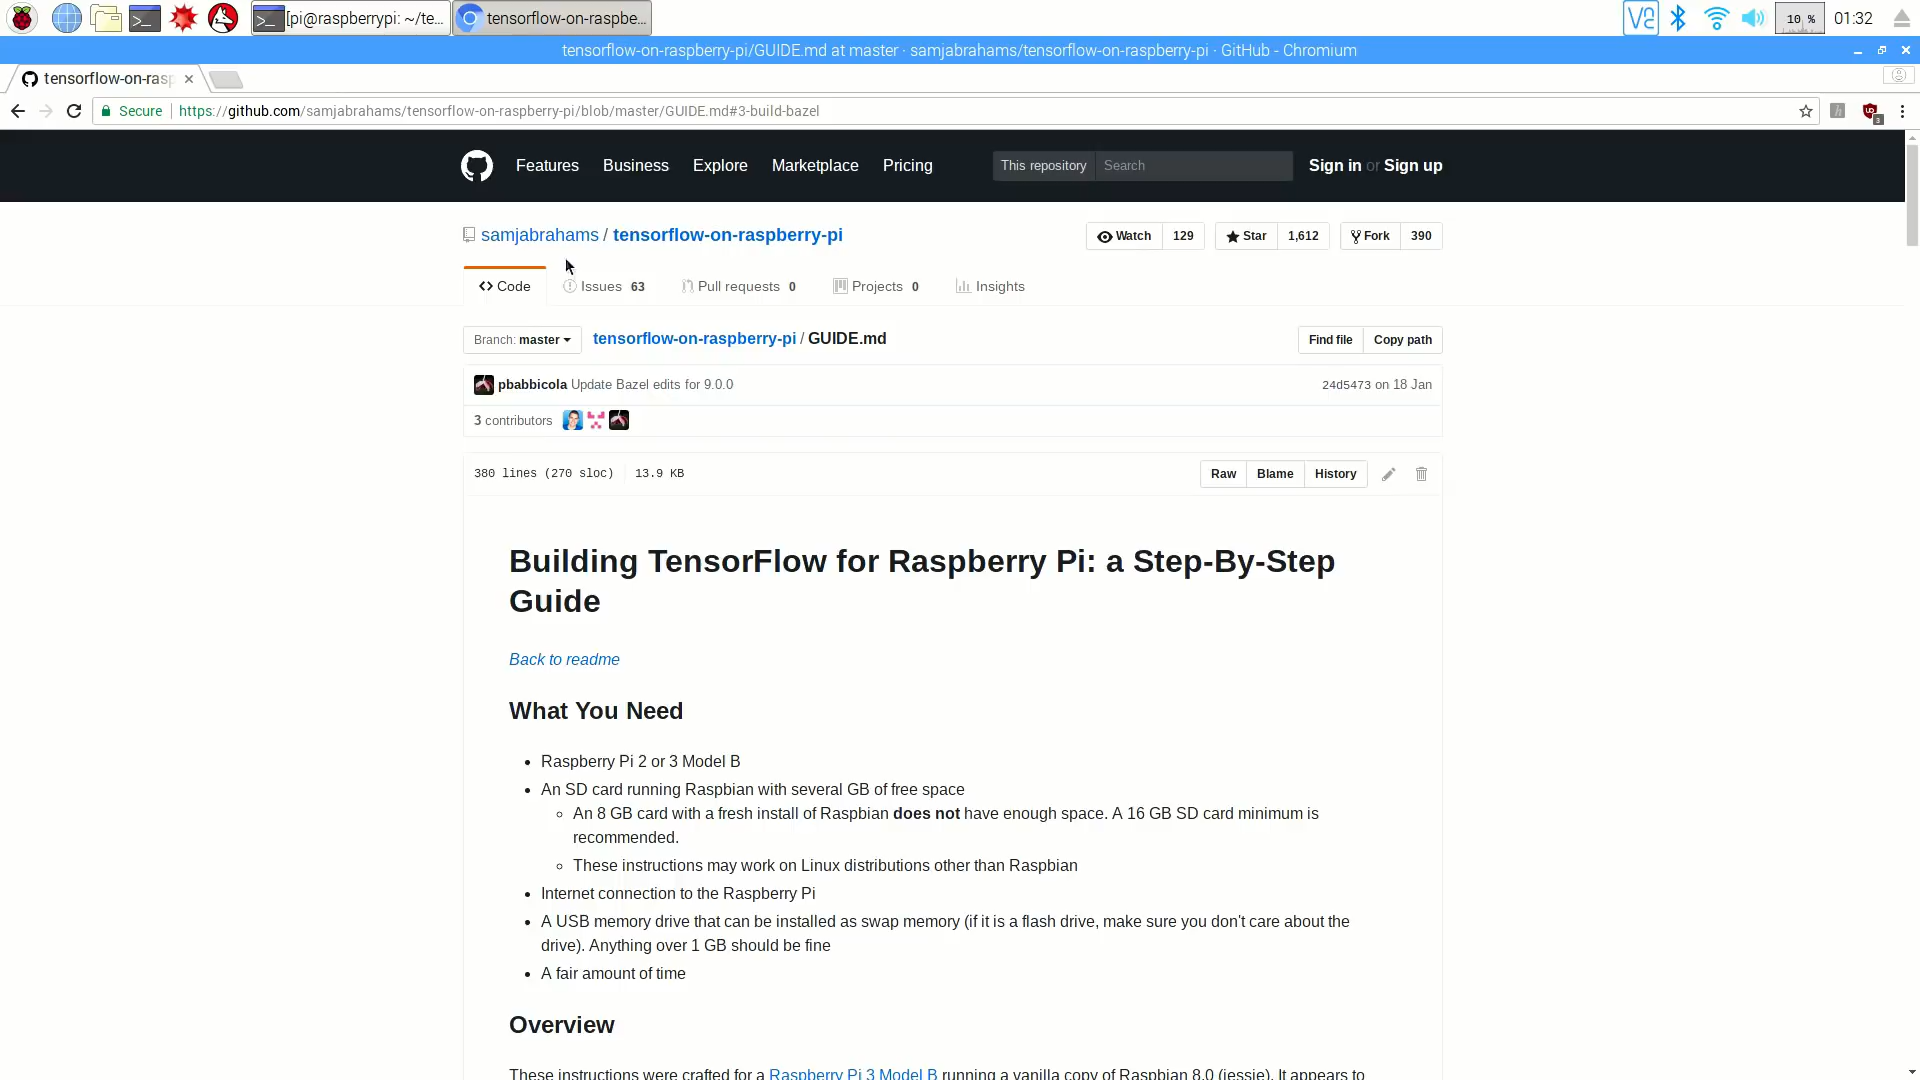 [pi@raspberrypi: ~/te...
tensorflow-on-raspbe...
10 %
01:32
tensorflow-on-raspberry-pi/GUIDE.md at master · samjabrahams/tensorflow-on-raspberry-pi · GitHub - Chromium
tensorflow-on-rasp
Secure
https://github.com/samjabrahams/tensorflow-on-raspberry-pi/blob/master/GUIDE.md#3-build-bazel
3
Features
Business
Explore
Marketplace
Pricing
This repository
Search
Sign in or Sign up
samjabrahams / tensorflow-on-raspberry-pi
Watch 129
Star 1,612
Fork 390
Code
Issues 63
Pull requests 0
Projects 0
Insights
Branch: master
tensorflow-on-raspberry-pi / GUIDE.md
Find file
Copy path
pbabbicola Update Bazel edits for 9.0.0
24d5473 on 18 Jan
3 contributors
380 lines (270 sloc)
13.9 KB
Raw
Blame
History
Building TensorFlow for Raspberry Pi: a Step-By-Step
Guide
Back to readme
What You Need
• Raspberry Pi 2 or 3 Model B
• An SD card running Raspbian with several GB of free space
◦ An 8 GB card with a fresh install of Raspbian does not have enough space. A 16 GB SD card minimum is
recommended.
◦ These instructions may work on Linux distributions other than Raspbian
• Internet connection to the Raspberry Pi
• A USB memory drive that can be installed as swap memory (if it is a flash drive, make sure you don't care about the
drive). Anything over 1 GB should be fine
• A fair amount of time
Overview
These instructions were crafted for a Raspberry Pi 3 Model B running a vanilla copy of Raspbian 8.0 (jessie). It appears to